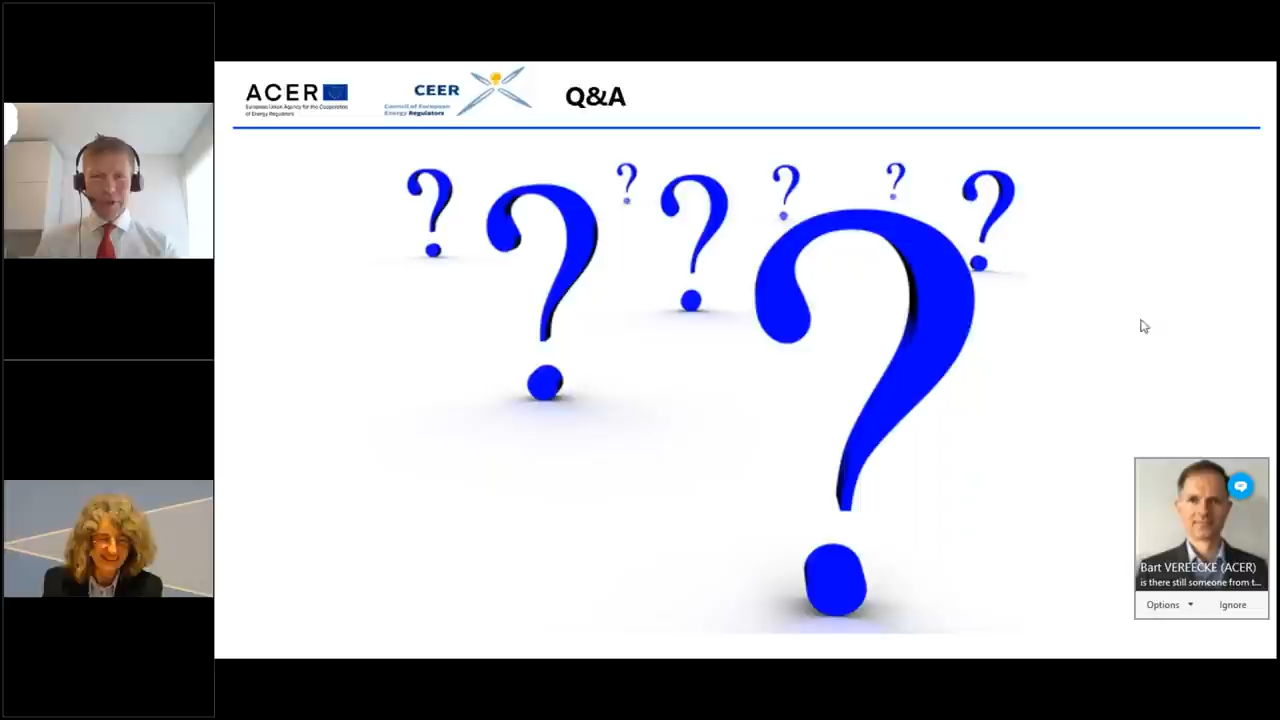 ACER
European Union Agency for the Cooperation
of Energy Regulators
CEER
Council of European
Energy Regulators
Q&A
? ? ? ? ? ? ? ?
Bart VEREECKE (ACER)
is there still someone from t...
Options
Ignore